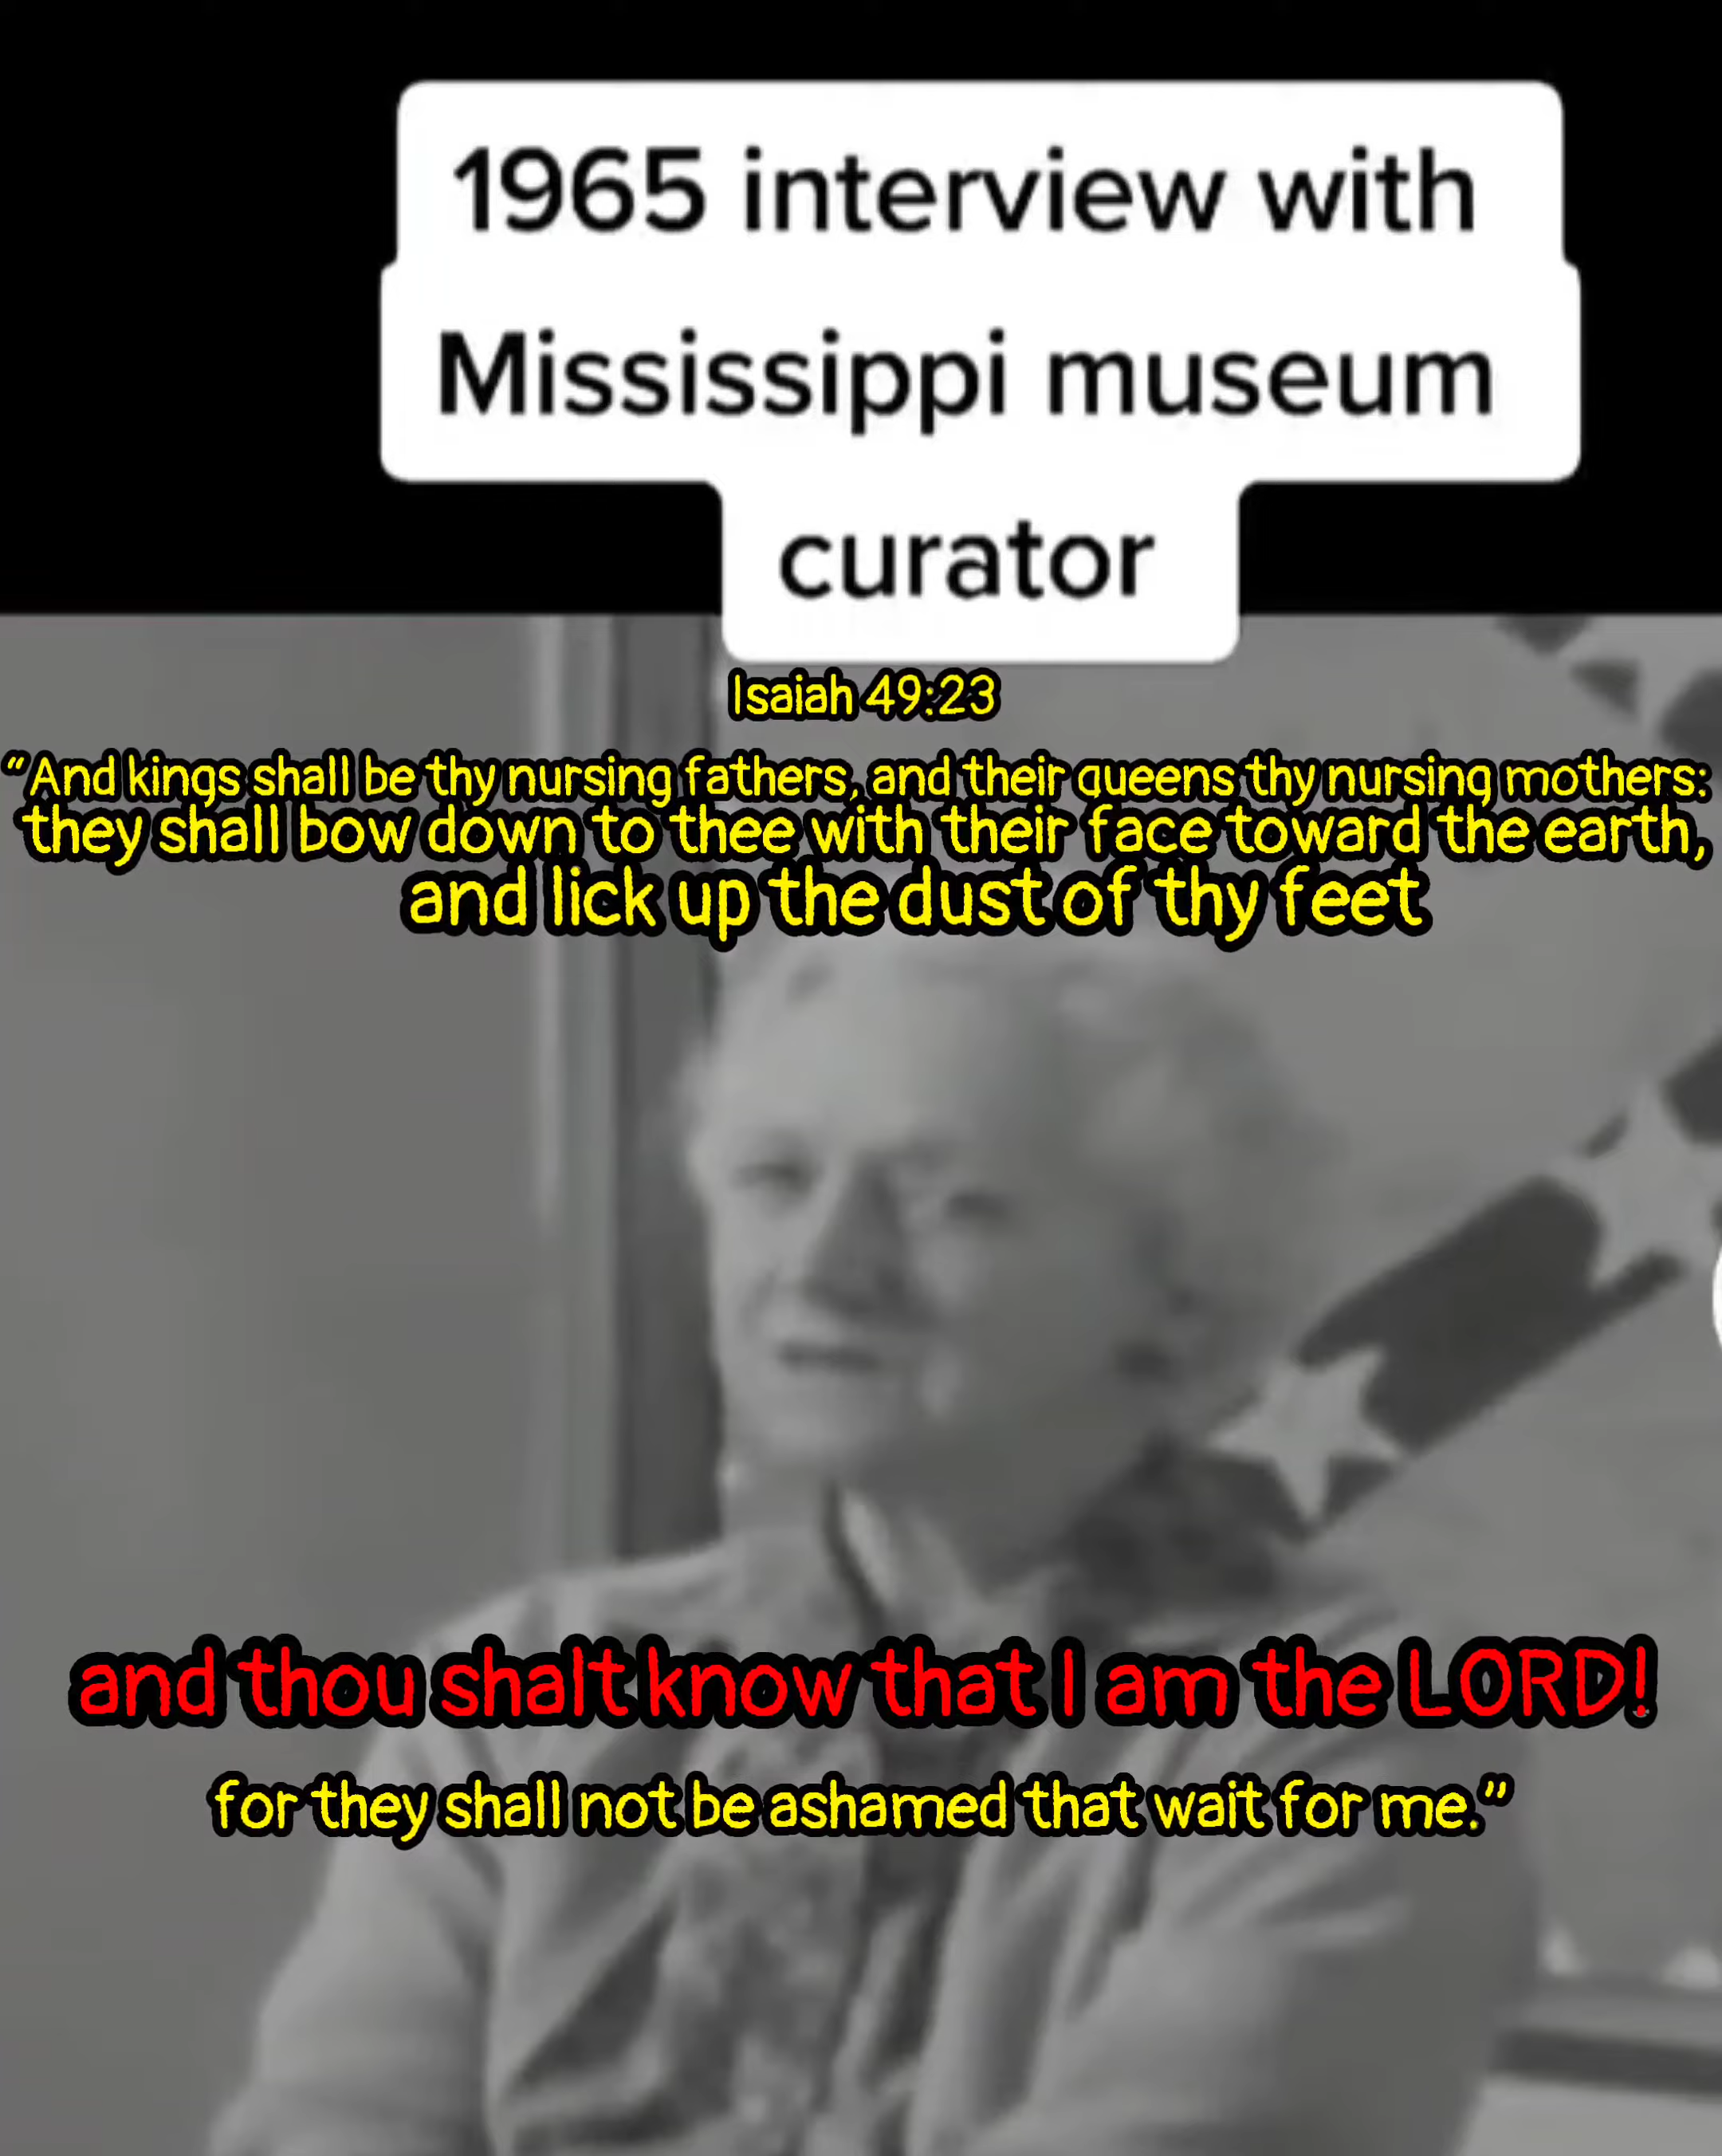 1965 interview with
Mississippi museum
curator
Isaiah 49:23
“And kings shall be thy nursing fathers, and their queens thy nursing mothers:
they shall bow down to thee with their face toward the earth,
and lick up the dust of thy feet
and thou shalt know that I am the LORD!
for they shall not be ashamed that wait for me.”